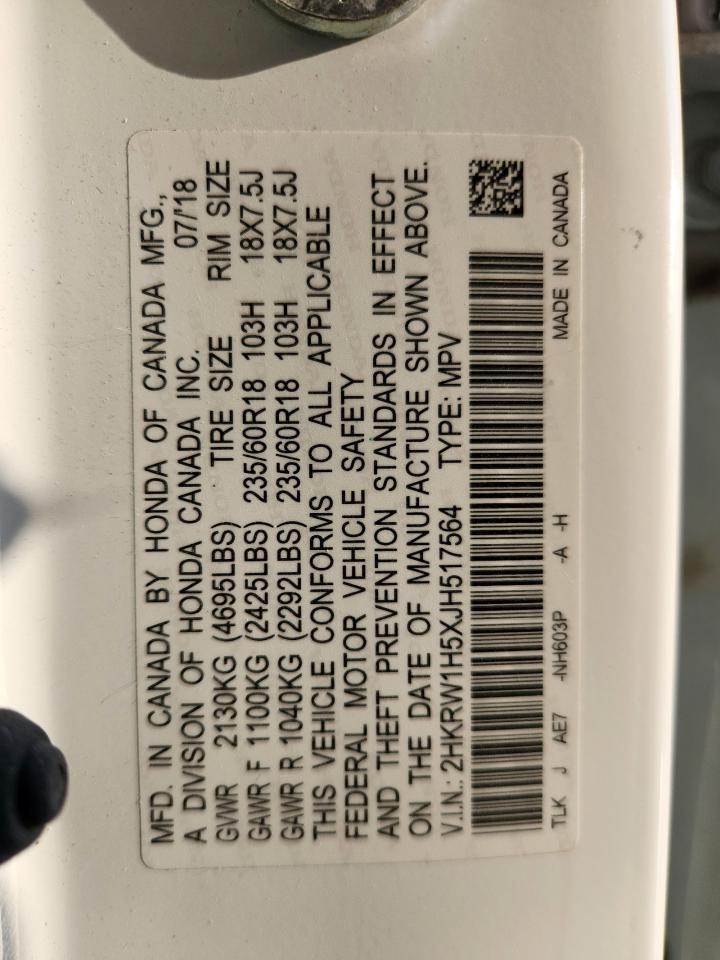 MFD. IN CANADA BY HONDA OF CANADA MFG.,
A DIVISION OF HONDA CANADA INC. 07/'18
GVWR 2130KG (4695LBS) TIRE SIZE RIM SIZE
GAWR F 1100KG (2425LBS) 235/60R18 103H 18X7.5J
GAWR R 1040KG (2292LBS) 235/60R18 103H 18X7.5J
THIS VEHICLE CONFORMS TO ALL APPLICABLE
FEDERAL MOTOR VEHICLE SAFETY
AND THEFT PREVENTION STANDARDS IN EFFECT
ON THE DATE OF MANUFACTURE SHOWN ABOVE.
V.I.N.: 2HKRW1H5XJH517564 TYPE: MPV
TLK J AE7 -NH603P -A -H MADE IN CANADA